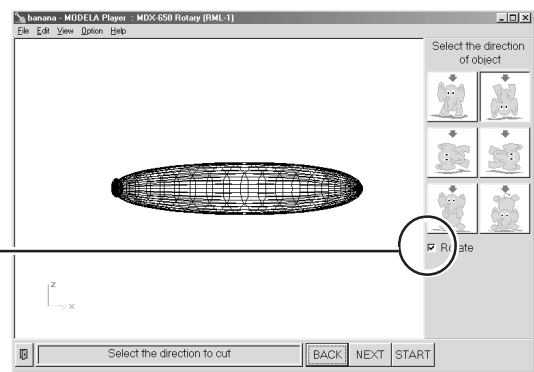 banana - MODELA Player : MDX-650 Rotary (RML-1)
File Edit View Option Help
Select the direction
of object
Rotate
Z
Y X
Select the direction to cut
BACK NEXT START